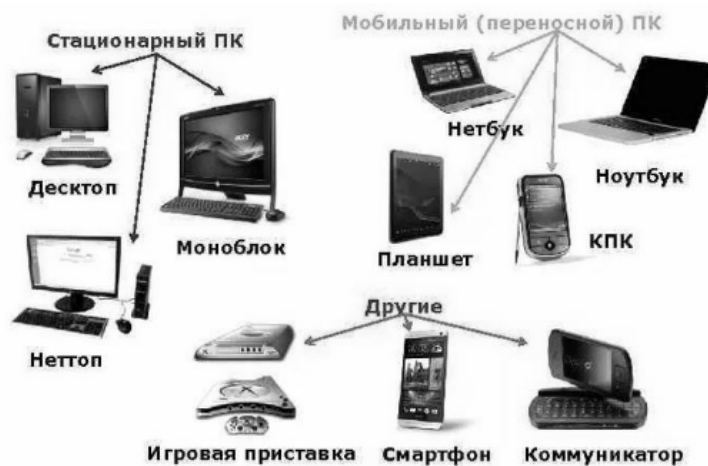 Стационарный ПК
Мобильный (переносной) ПК
Десктоп
Моноблок
Неттоп
Нетбук
Ноутбук
Планшет
КПК
Другие
Игровая приставка
Смартфон
Коммуникатор